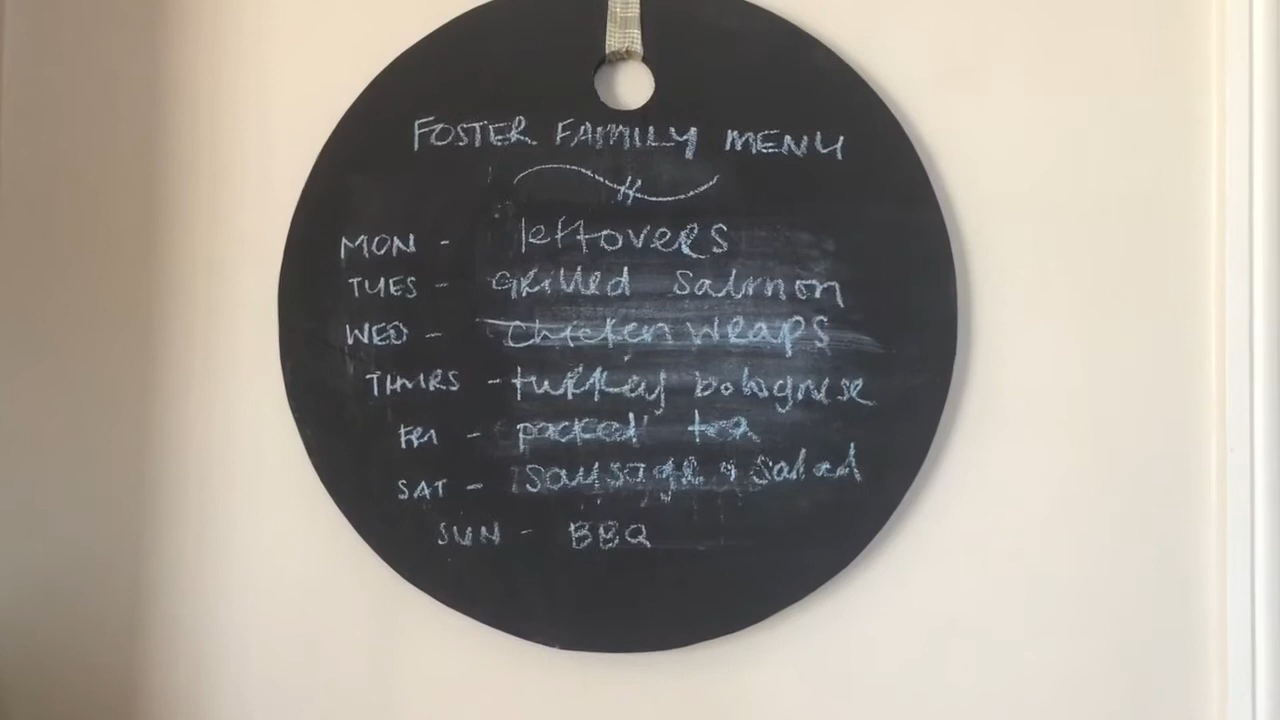 FOSTER FAMILY MENU
MON - leftovers
TUES - GRilled Salmon
WED - Chicken WRaps
THURS - turkey bolognise
FRI - packed tea
SAT - sausage & salad
SUN - BBQ